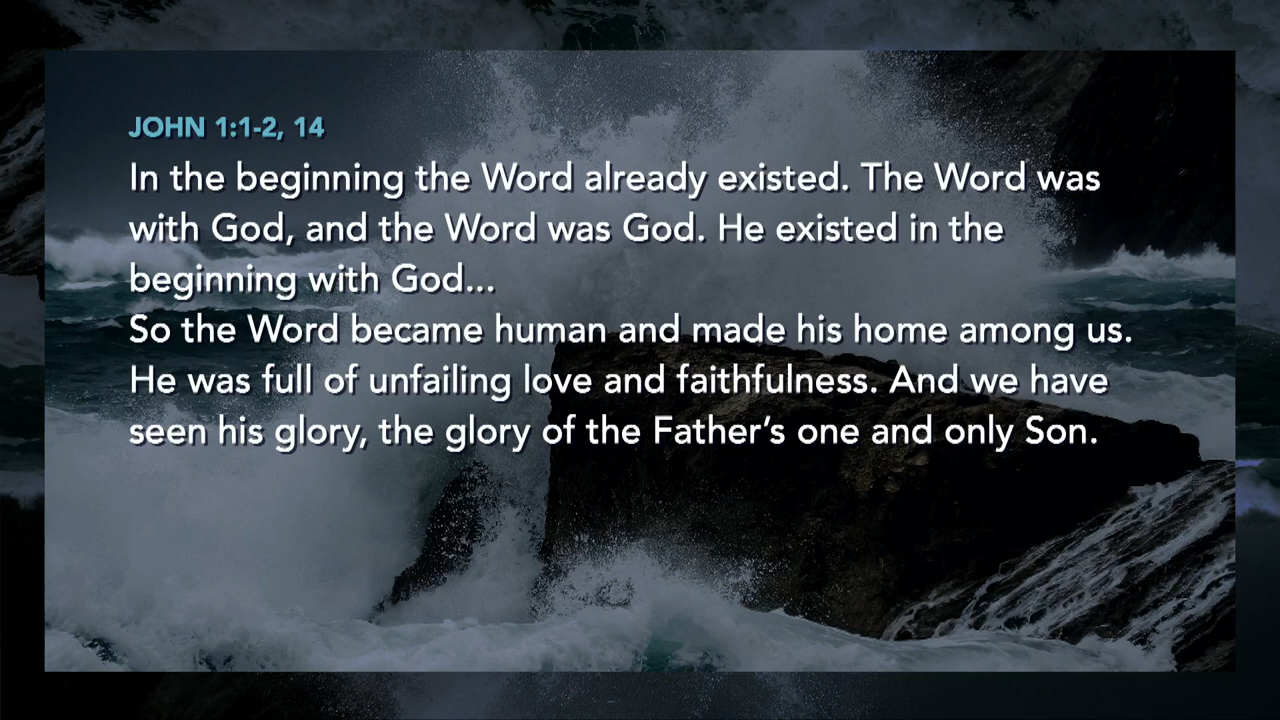 JOHN 1:1-2, 14
In the beginning the Word already existed. The Word was
with God, and the Word was God. He existed in the
beginning with God...
So the Word became human and made his home among us.
He was full of unfailing love and faithfulness. And we have
seen his glory, the glory of the Father’s one and only Son.